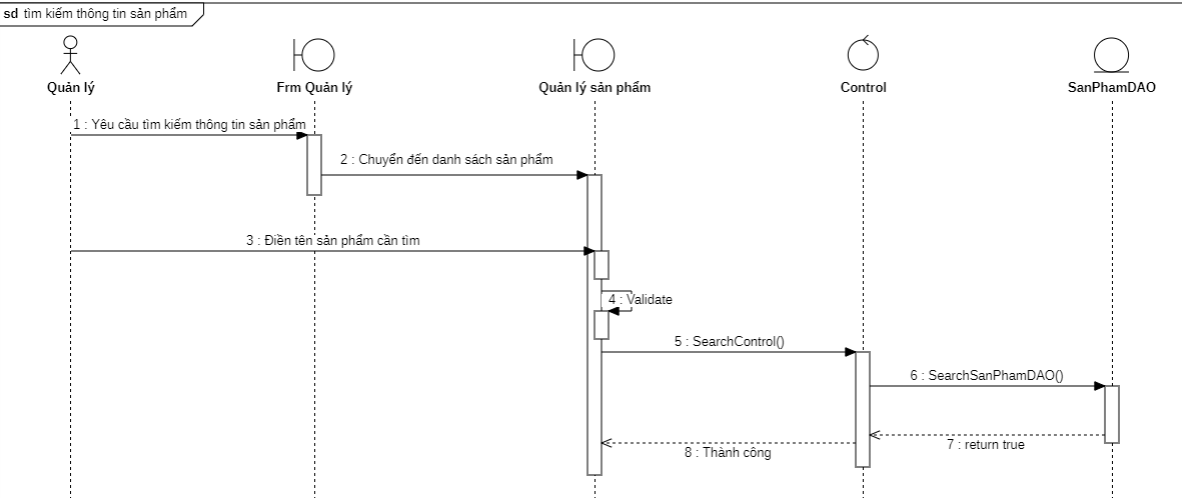 sd tìm kiếm thông tin sản phẩm
Quản lý
Frm Quản lý
Quản lý sản phẩm
Control
SanPhamDAO
1 : Yêu cầu tìm kiếm thông tin sản phẩm
2 : Chuyển đến danh sách sản phẩm
3 : Điền tên sản phẩm cần tìm
4 : Validate
5 : SearchControl()
6 : SearchSanPhamDAO()
7 : return true
8 : Thành công